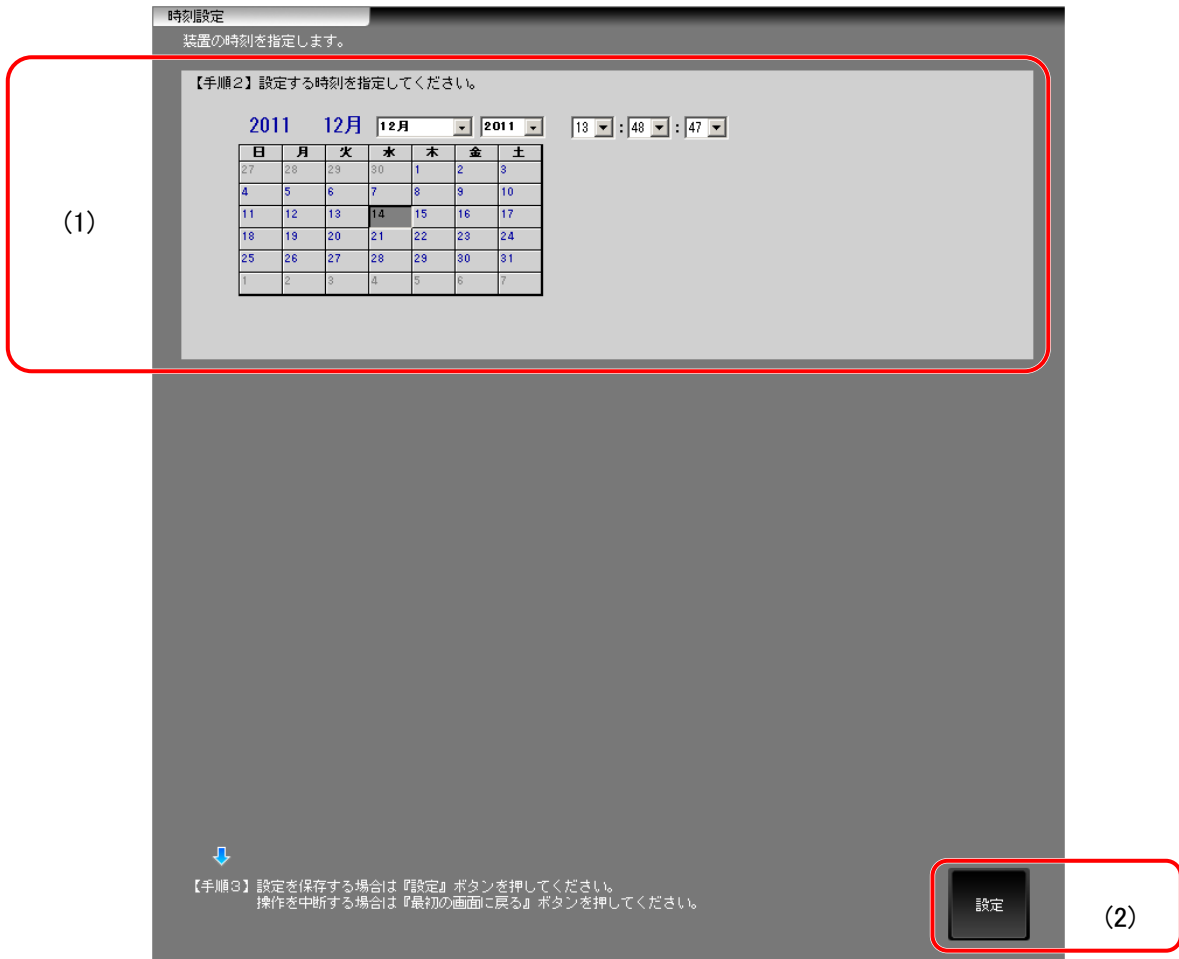 時刻設定
装置の時刻を指定します。
【手順2】設定する時刻を指定してください。
2011 12月 12月 2011 13 : 48 : 47
日 月 火 水 木 金 土
27 28 29 30 1 2 3
4 5 6 7 8 9 10
(1)
11 12 13 14 15 16 17
18 19 20 21 22 23 24
25 26 27 28 29 30 31
1 2 3 4 5 6 7
【手順3】設定を保存する場合は『設定』ボタンを押してください。
操作を中断する場合は『最初の画面に戻る』ボタンを押してください。
設定
(2)